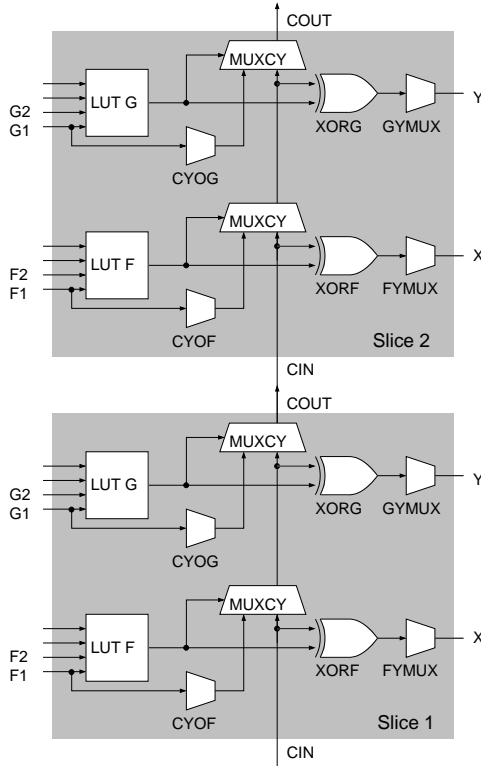 COUT
MUXCY
LUT G
G2
G1
Y
XORG
GYMUX
CYOG
MUXCY
LUT F
F2
F1
X
XORF
FYMUX
CYOF
Slice 2
CIN
COUT
MUXCY
LUT G
G2
G1
Y
XORG
GYMUX
CYOG
MUXCY
LUT F
F2
F1
X
XORF
FYMUX
CYOF
Slice 1
CIN